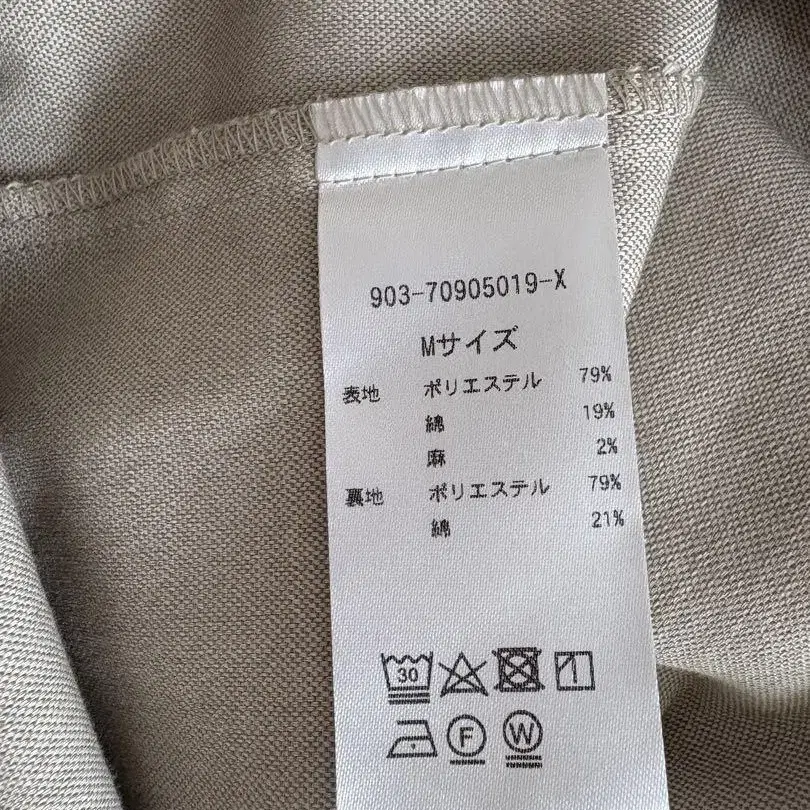 903-70905019-X
Mサイズ
表地 ポリエステル 79%
綿 19%
麻 2%
裏地 ポリエステル 79%
綿 21%
30
F W